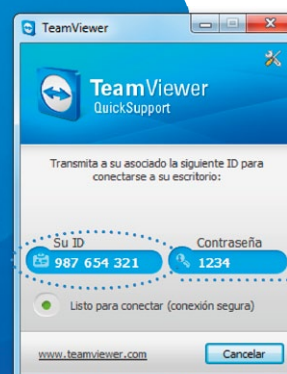 TeamViewer
TeamViewer
QuickSupport
Transmita a su asociado la siguiente ID para
conectarse a su escritorio:
Su ID
Contraseña
987 654 321
1234
Listo para conectar (conexión segura)
www.teamviewer.com
Cancelar